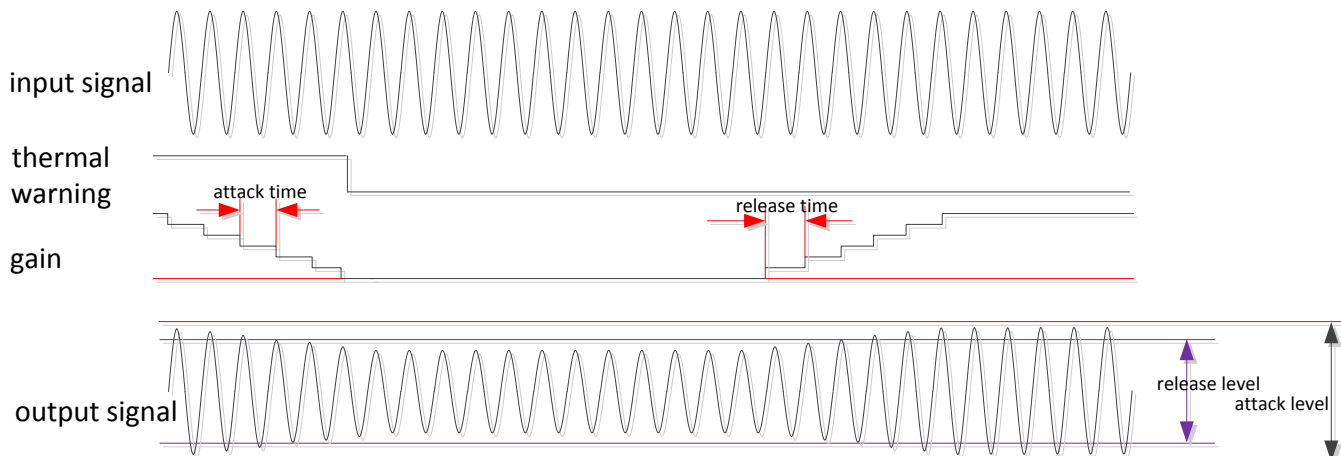 input signal
thermal
warning
attack time
release time
gain
release level
attack level
output signal